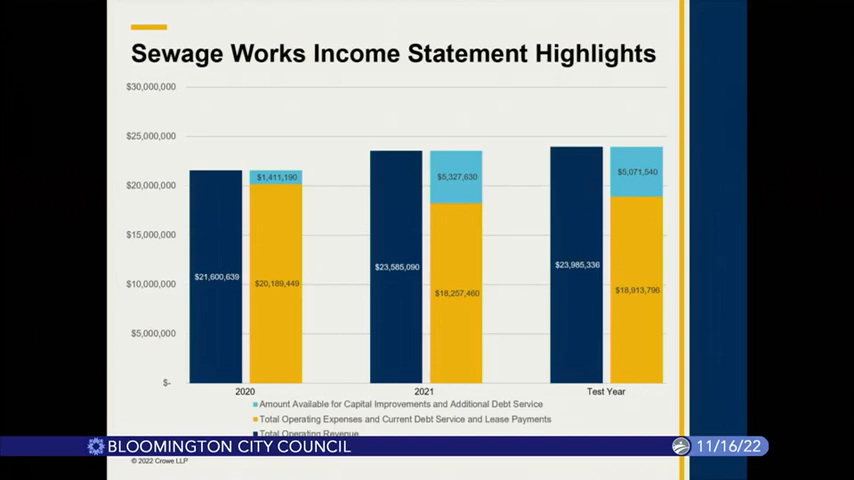 Sewage Works Income Statement Highlights
$30,000,000
$25,000,000
$20,000,000
$15,000,000
$10,000,000
$5,000,000
$-
$1,411,190
$5,327,630
$5,071,540
$21,600,639
$20,189,449
$23,585,090
$18,257,460
$23,985,336
$18,913,796
2020
2021
Test Year
Amount Available for Capital Improvements and Additional Debt Service
Total Operating Expenses and Current Debt Service and Lease Payments
Total Operating Revenue
BLOOMINGTON CITY COUNCIL
11/16/22
© 2022 Crowe LLP